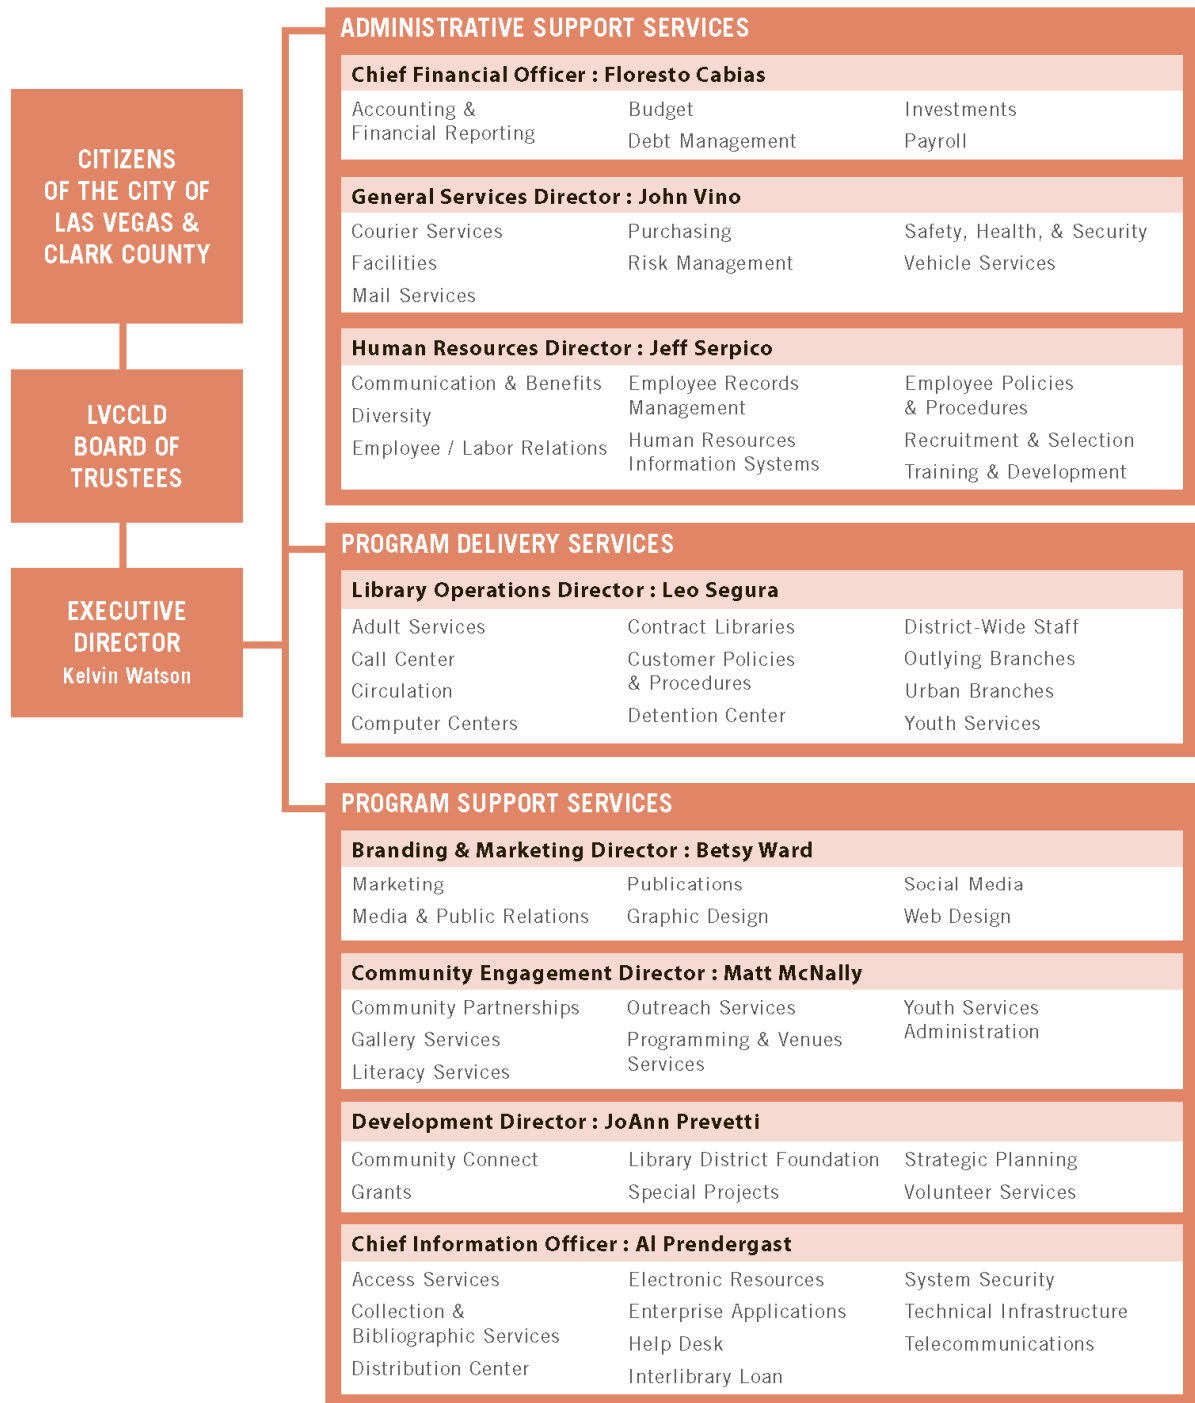 CITIZENS
OF THE CITY OF
LAS VEGAS &
CLARK COUNTY
LVCCLD
BOARD OF
TRUSTEES
EXECUTIVE
DIRECTOR
Kelvin Watson
ADMINISTRATIVE SUPPORT SERVICES
Chief Financial Officer : Floresto Cabias
Accounting &
Financial Reporting
Budget
Debt Management
Investments
Payroll
General Services Director : John Vino
Courier Services
Facilities
Mail Services
Purchasing
Risk Management
Safety, Health, & Security
Vehicle Services
Human Resources Director : Jeff Serpico
Communication & Benefits
Diversity
Employee / Labor Relations
Employee Records
Management
Human Resources
Information Systems
Employee Policies
& Procedures
Recruitment & Selection
Training & Development
PROGRAM DELIVERY SERVICES
Library Operations Director : Leo Segura
Adult Services
Call Center
Circulation
Computer Centers
Contract Libraries
Customer Policies
& Procedures
Detention Center
District-Wide Staff
Outlying Branches
Urban Branches
Youth Services
PROGRAM SUPPORT SERVICES
Branding & Marketing Director : Betsy Ward
Marketing
Media & Public Relations
Publications
Graphic Design
Social Media
Web Design
Community Engagement Director : Matt McNally
Community Partnerships
Gallery Services
Literacy Services
Outreach Services
Programming & Venues
Services
Youth Services
Administration
Development Director : JoAnn Prevetti
Community Connect
Grants
Library District Foundation
Special Projects
Strategic Planning
Volunteer Services
Chief Information Officer : Al Prendergast
Access Services
Collection &
Bibliographic Services
Distribution Center
Electronic Resources
Enterprise Applications
Help Desk
Interlibrary Loan
System Security
Technical Infrastructure
Telecommunications